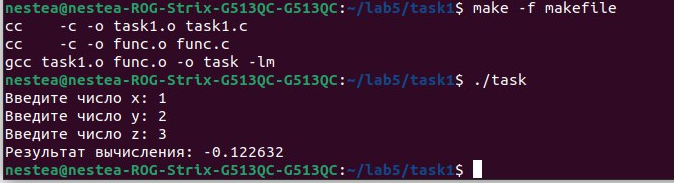 nestea@nestea-ROG-Strix-G513QC-G513QC:~/lab5/task1$ make -f makefile
cc    -c -o task1.o task1.c
cc    -c -o func.o func.c
gcc task1.o func.o -o task -lm
nestea@nestea-ROG-Strix-G513QC-G513QC:~/lab5/task1$ ./task
Введите число x: 1
Введите число y: 2
Введите число z: 3
Результат вычисления: -0.122632
nestea@nestea-ROG-Strix-G513QC-G513QC:~/lab5/task1$